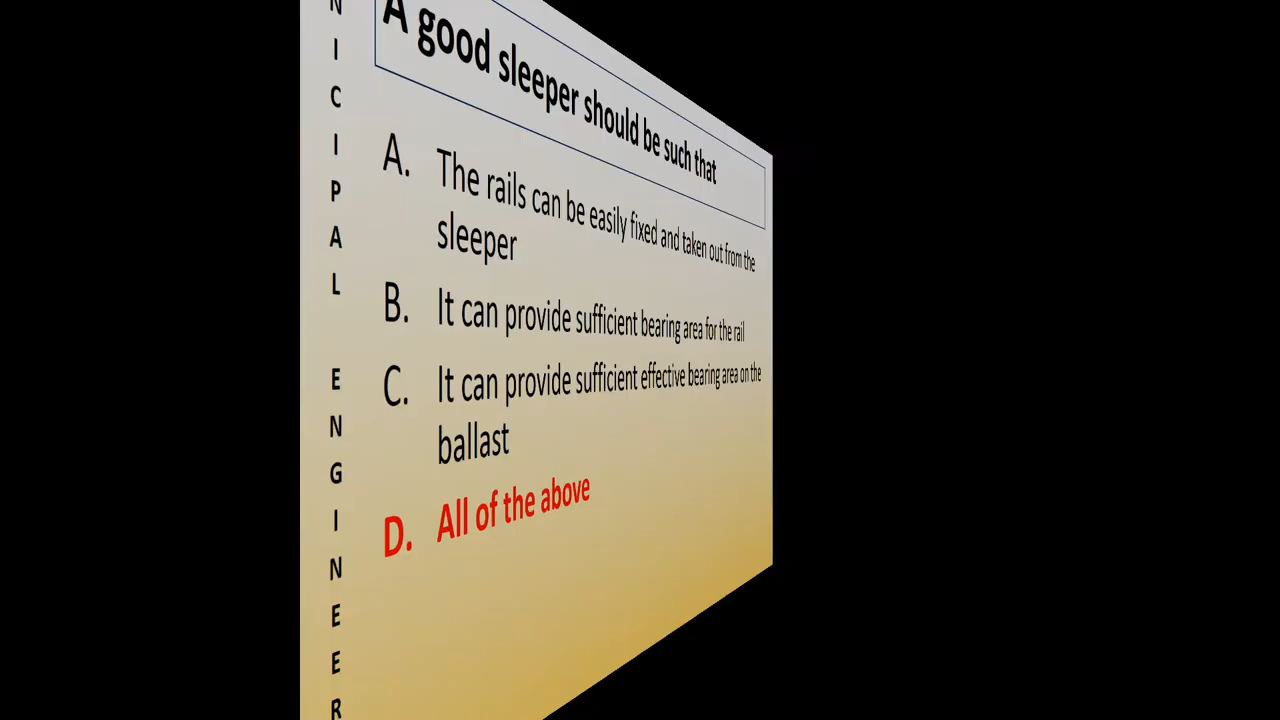 N
I
C
I
P
A
L
E
N
G
I
N
E
E
R
A good sleeper should be such that
A. The rails can be easily fixed and taken out from the
sleeper
B. It can provide sufficient bearing area for the rail
C. It can provide sufficient effective bearing area on the
ballast
D. All of the above